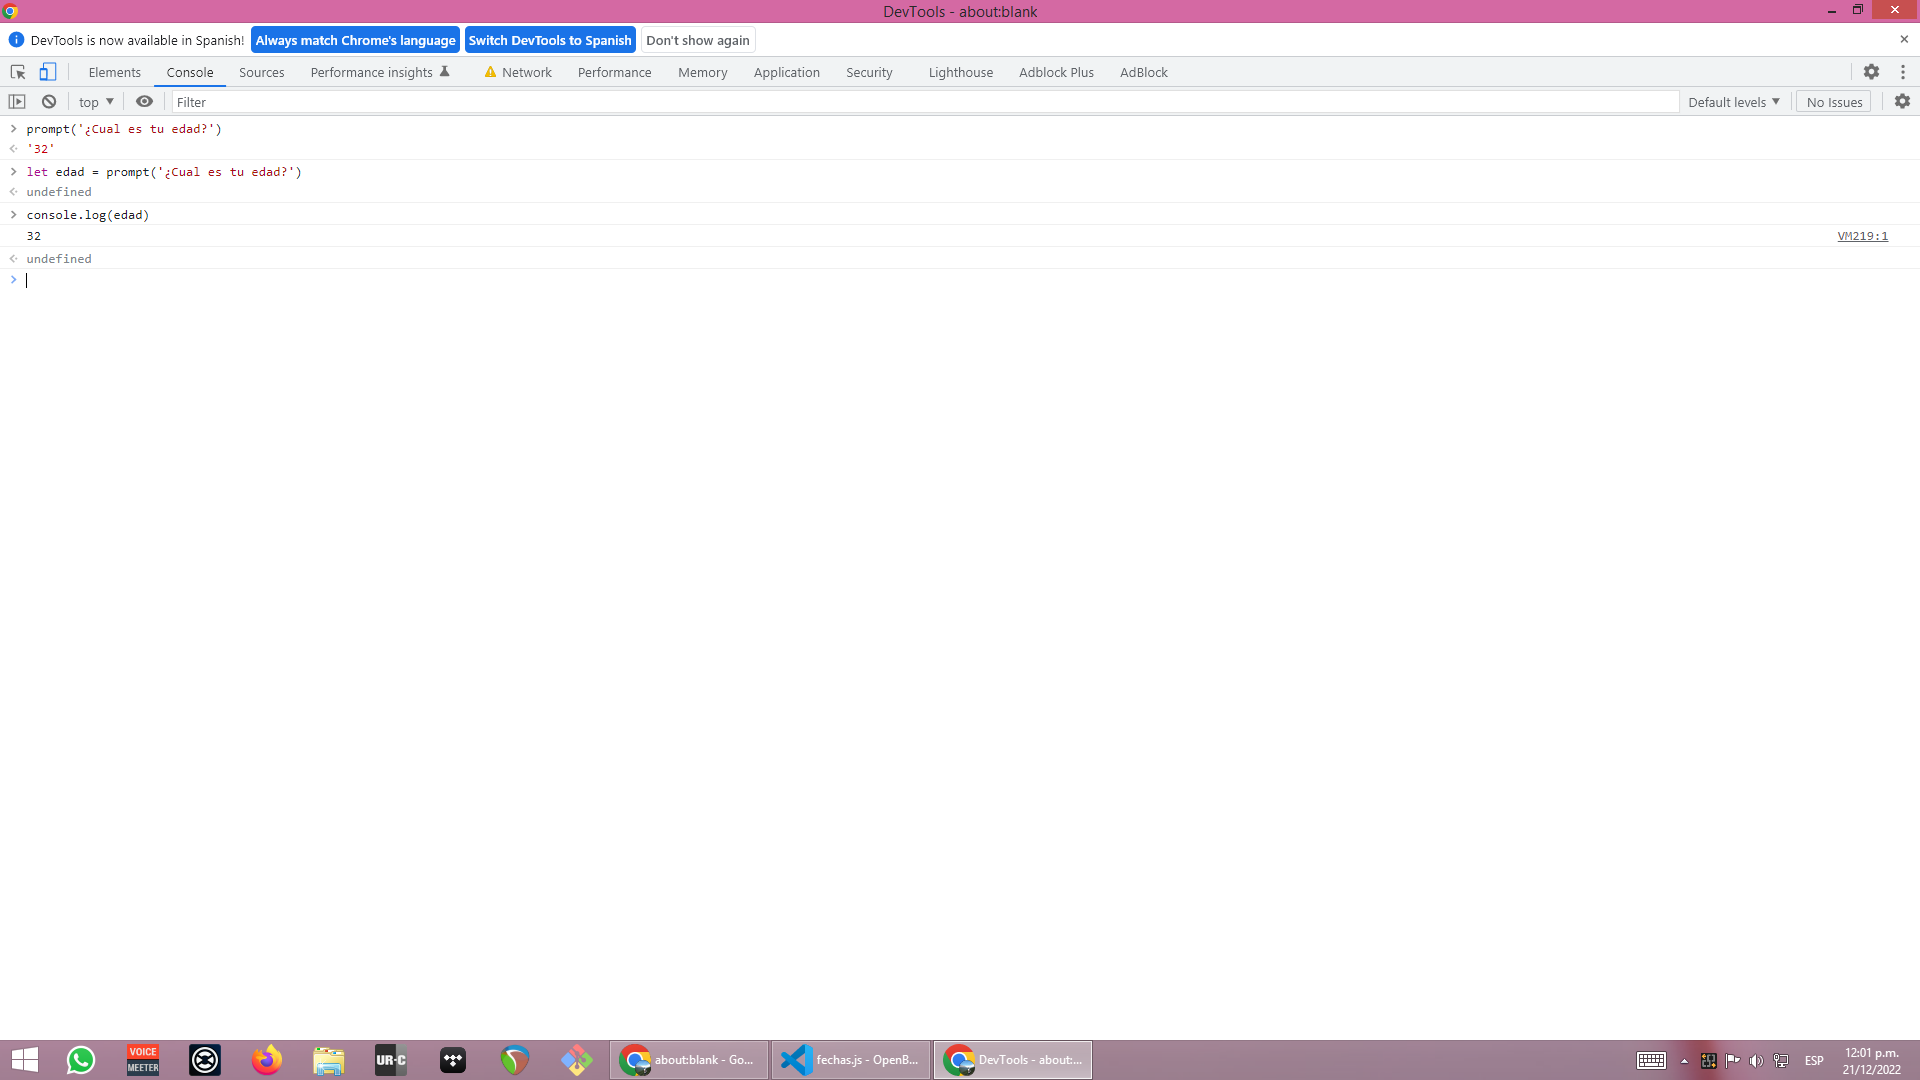 DevTools - about:blank
DevTools is now available in Spanish! Always match Chrome's language Switch DevTools to Spanish Don't show again
Elements Console Sources Performance insights Network Performance Memory Application Security Lighthouse Adblock Plus AdBlock
top Filter Default levels No Issues
prompt('¿Cual es tu edad?')
'32'
let edad = prompt('¿Cual es tu edad?')
undefined
console.log(edad)
32 VM219:1
undefined
VOICE MEETER
UR-C
about:blank - Go...
fechas.js - OpenB...
DevTools - about:...
ESP
12:01 p.m.
21/12/2022